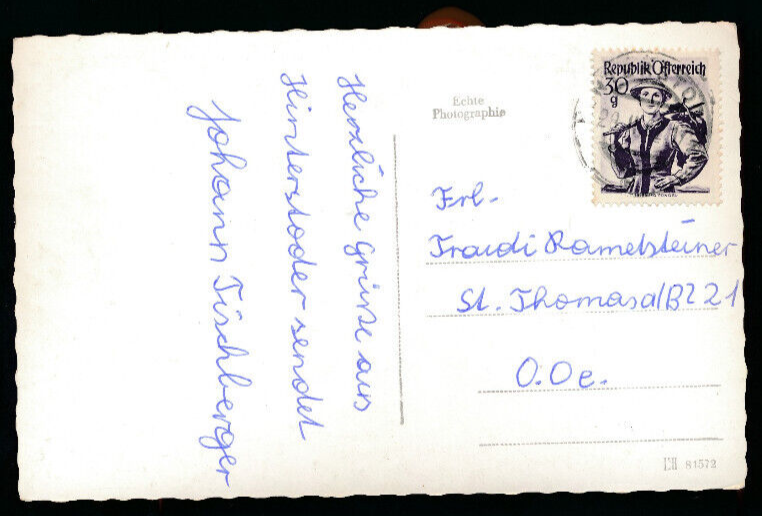 Herzliche Grüße aus
Hinterstoder sendet
Johann Tischberger
Echte
Photographie
Republik Österreich
30
g
Frl.
Traudi Ramelsteiner
St. Thomas a/Bl 21
O.Oe.
81572